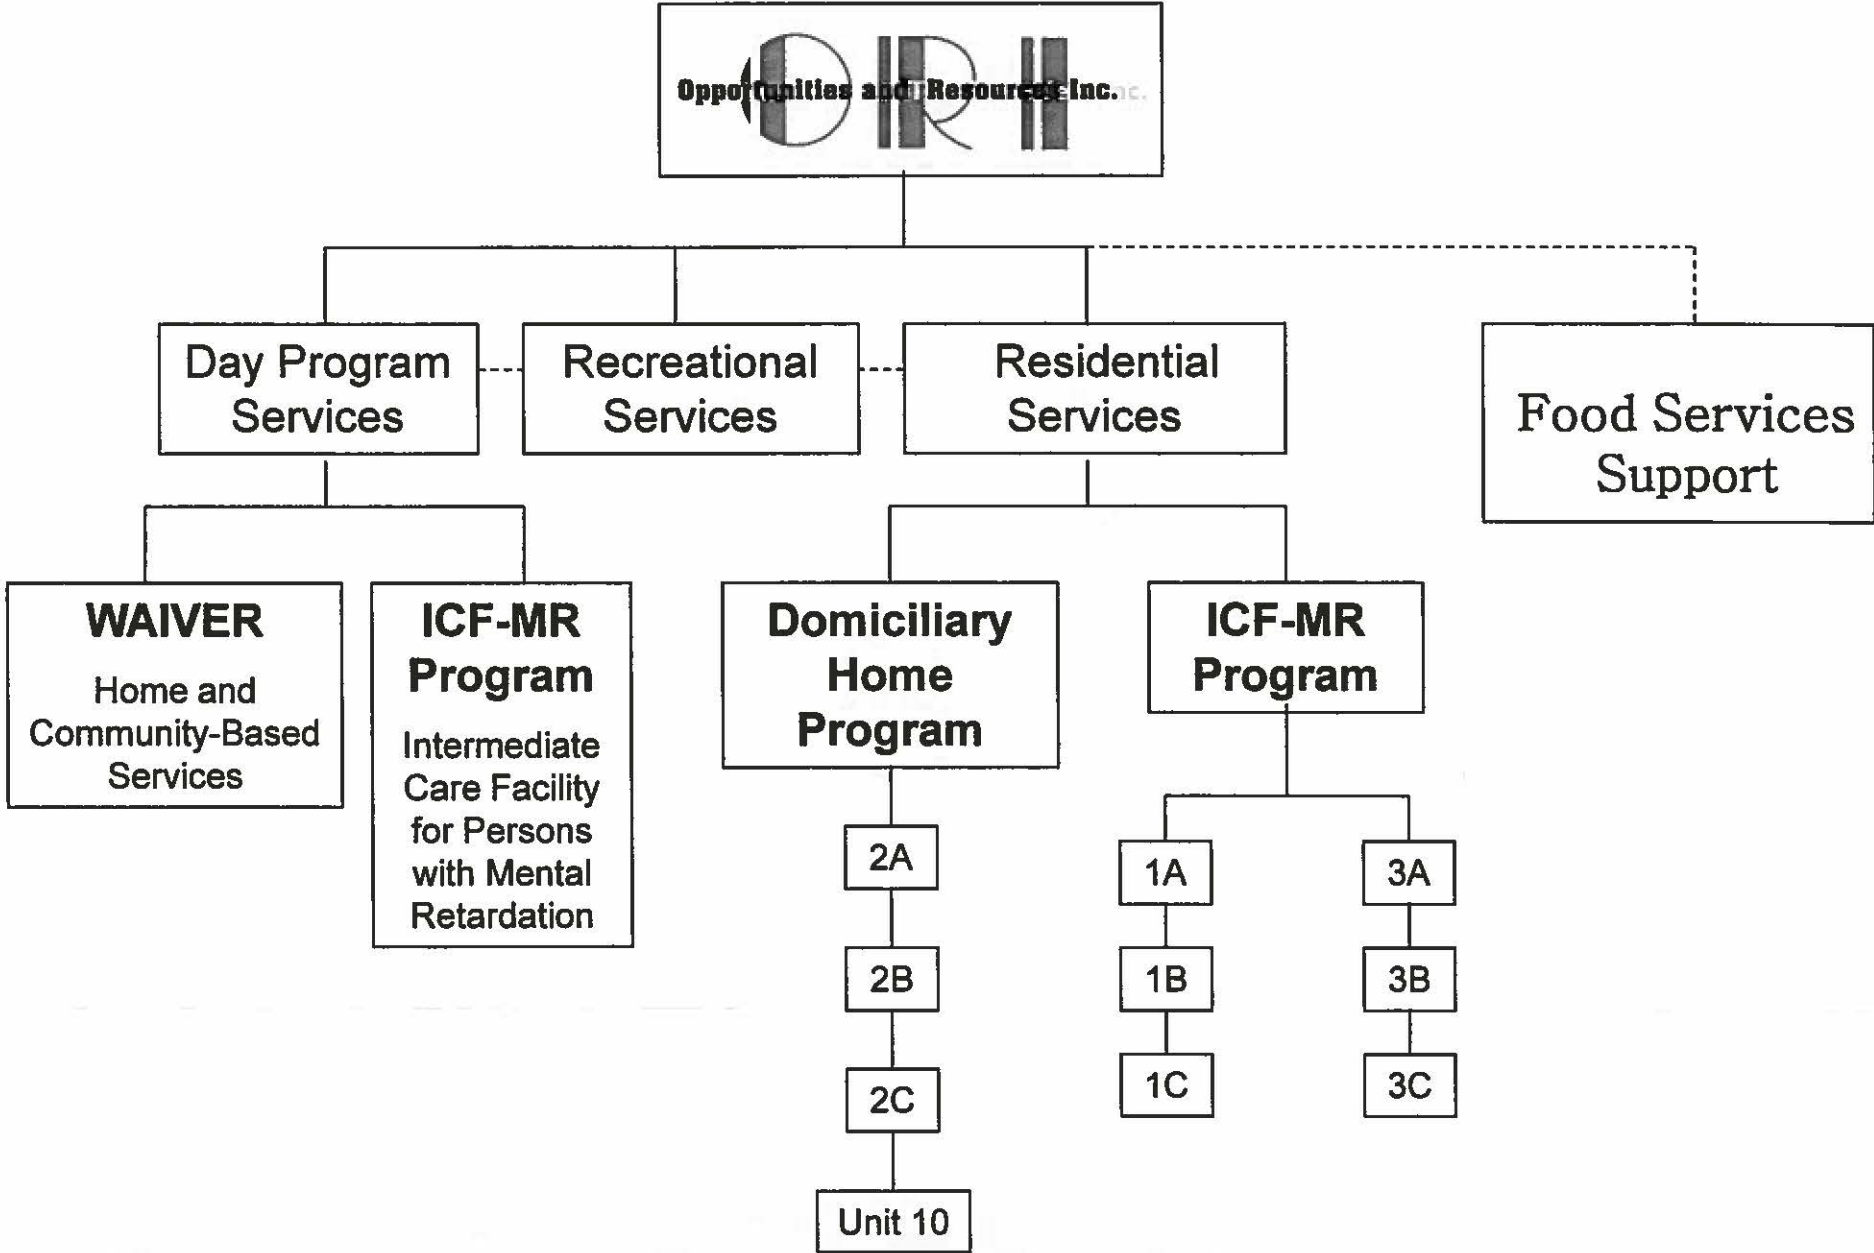 ORI
Opportunities and Resources Inc.
Day Program
Services
Recreational
Services
Residential
Services
Food Services
Support
WAIVER
Home and
Community-Based
Services
ICF-MR
Program
Intermediate
Care Facility
for Persons
with Mental
Retardation
Domiciliary
Home
Program
2A
2B
2C
Unit 10
ICF-MR
Program
1A
1B
1C
3A
3B
3C